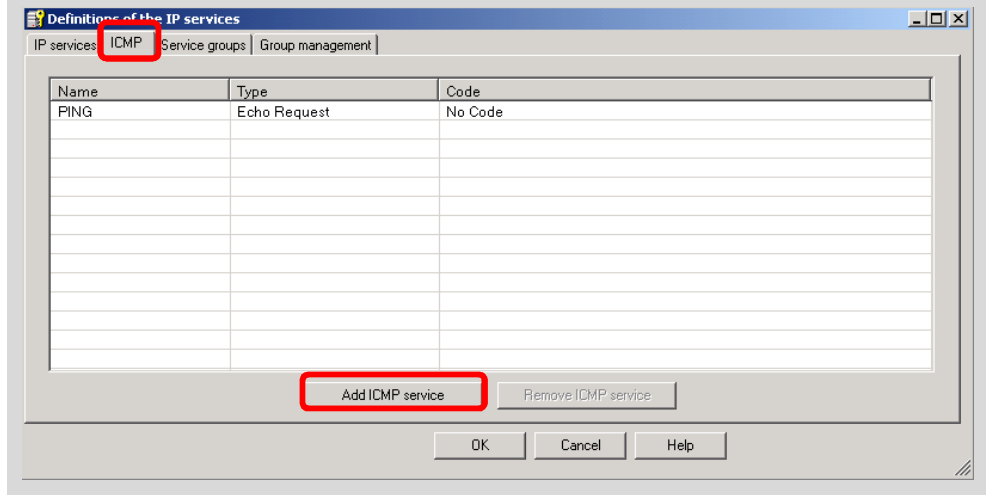 Definitions of the IP services
IP services ICMP Service groups Group management
Name Type Code
PING Echo Request No Code
Add ICMP service Remove ICMP service
OK Cancel Help